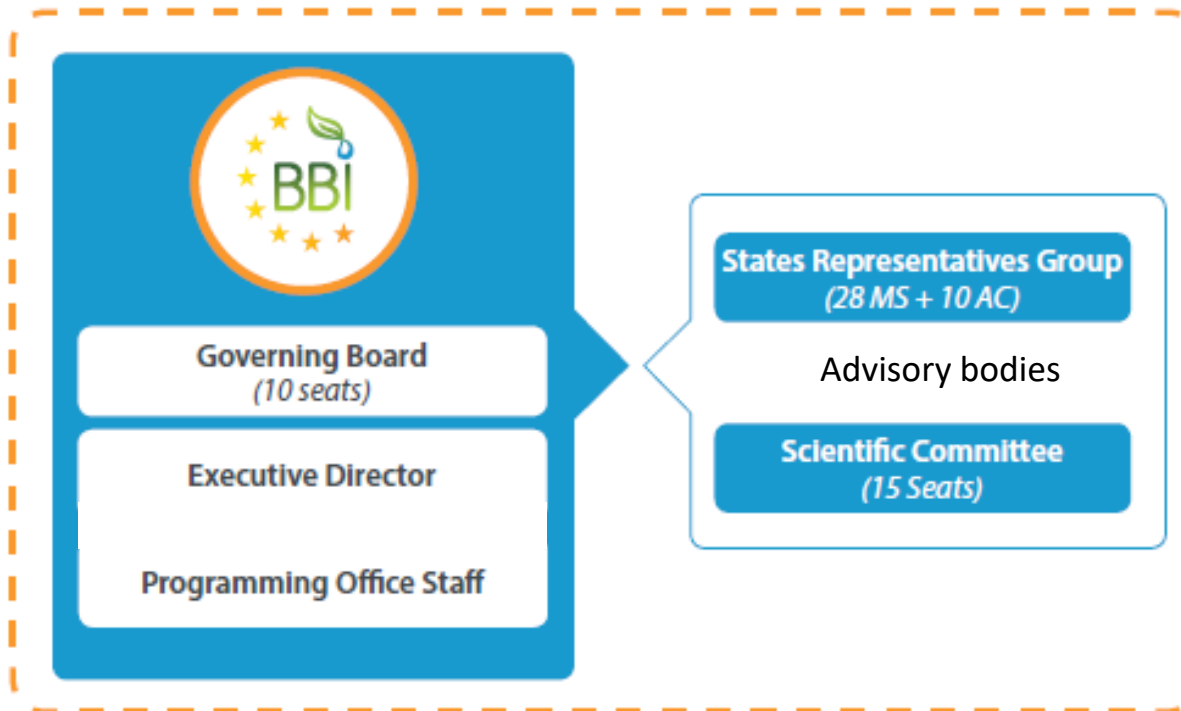 BBI
Governing Board
(10 seats)
Executive Director
Programming Office Staff
States Representatives Group
(28 MS + 10 AC)
Advisory bodies
Scientific Committee
(15 Seats)